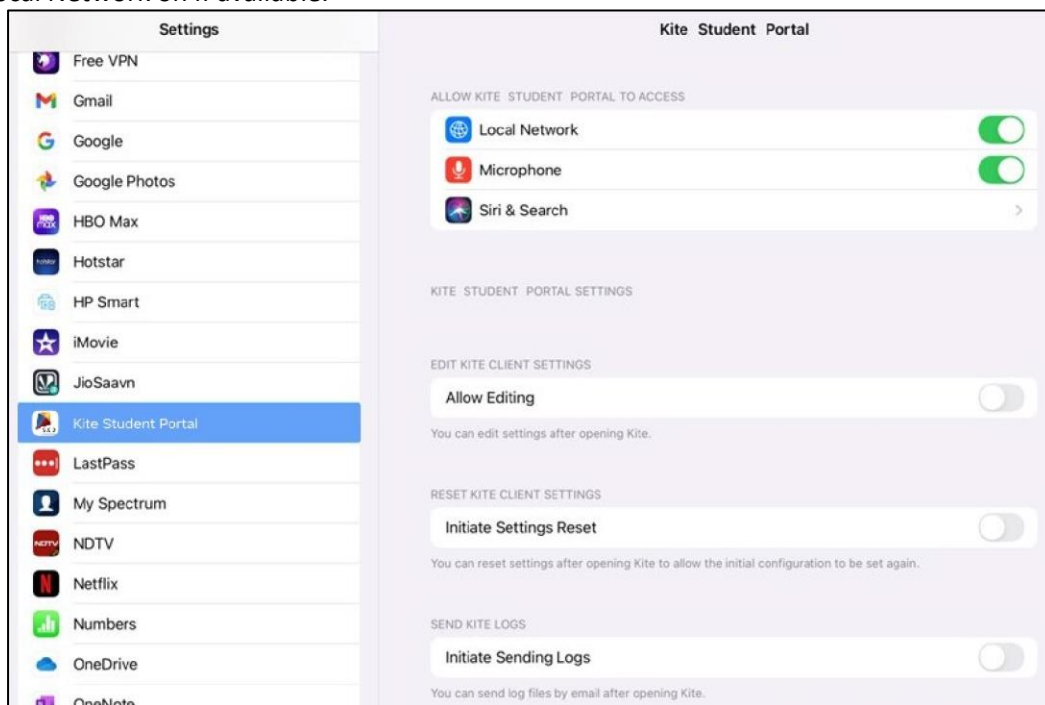 Settings
Free VPN
Gmail
Google
Google Photos
HBO Max
Hotstar
HP Smart
iMovie
JioSaavn
Kite Student Portal
LastPass
My Spectrum
NDTV
Netflix
Numbers
OneDrive
OneNote
Kite Student Portal
ALLOW KITE STUDENT PORTAL TO ACCESS
Local Network
Microphone
Siri & Search
KITE STUDENT PORTAL SETTINGS
EDIT KITE CLIENT SETTINGS
Allow Editing
You can edit settings after opening Kite.
RESET KITE CLIENT SETTINGS
Initiate Settings Reset
You can reset settings after opening Kite to allow the initial configuration to be set again.
SEND KITE LOGS
Initiate Sending Logs
You can send log files by email after opening Kite.